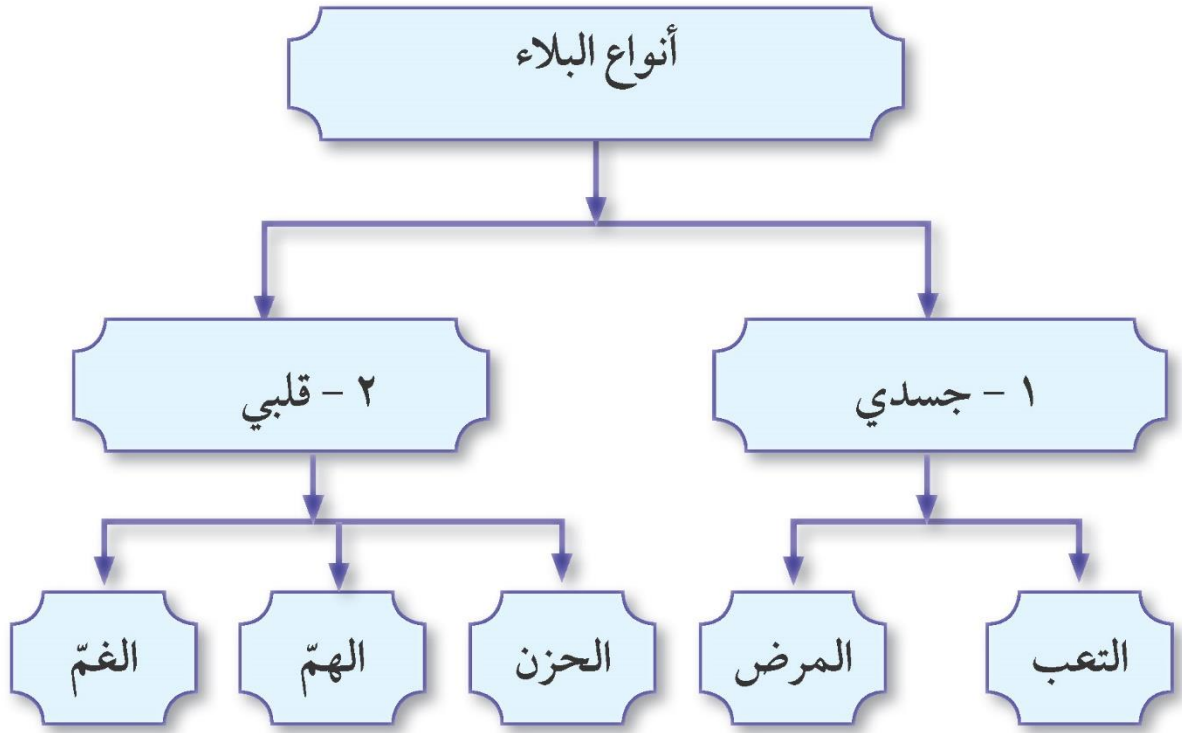 أنواع البلاء
١ - جسدي
٢ - قلبي
التعب
المرض
الحزن
الهمّ
الغمّ